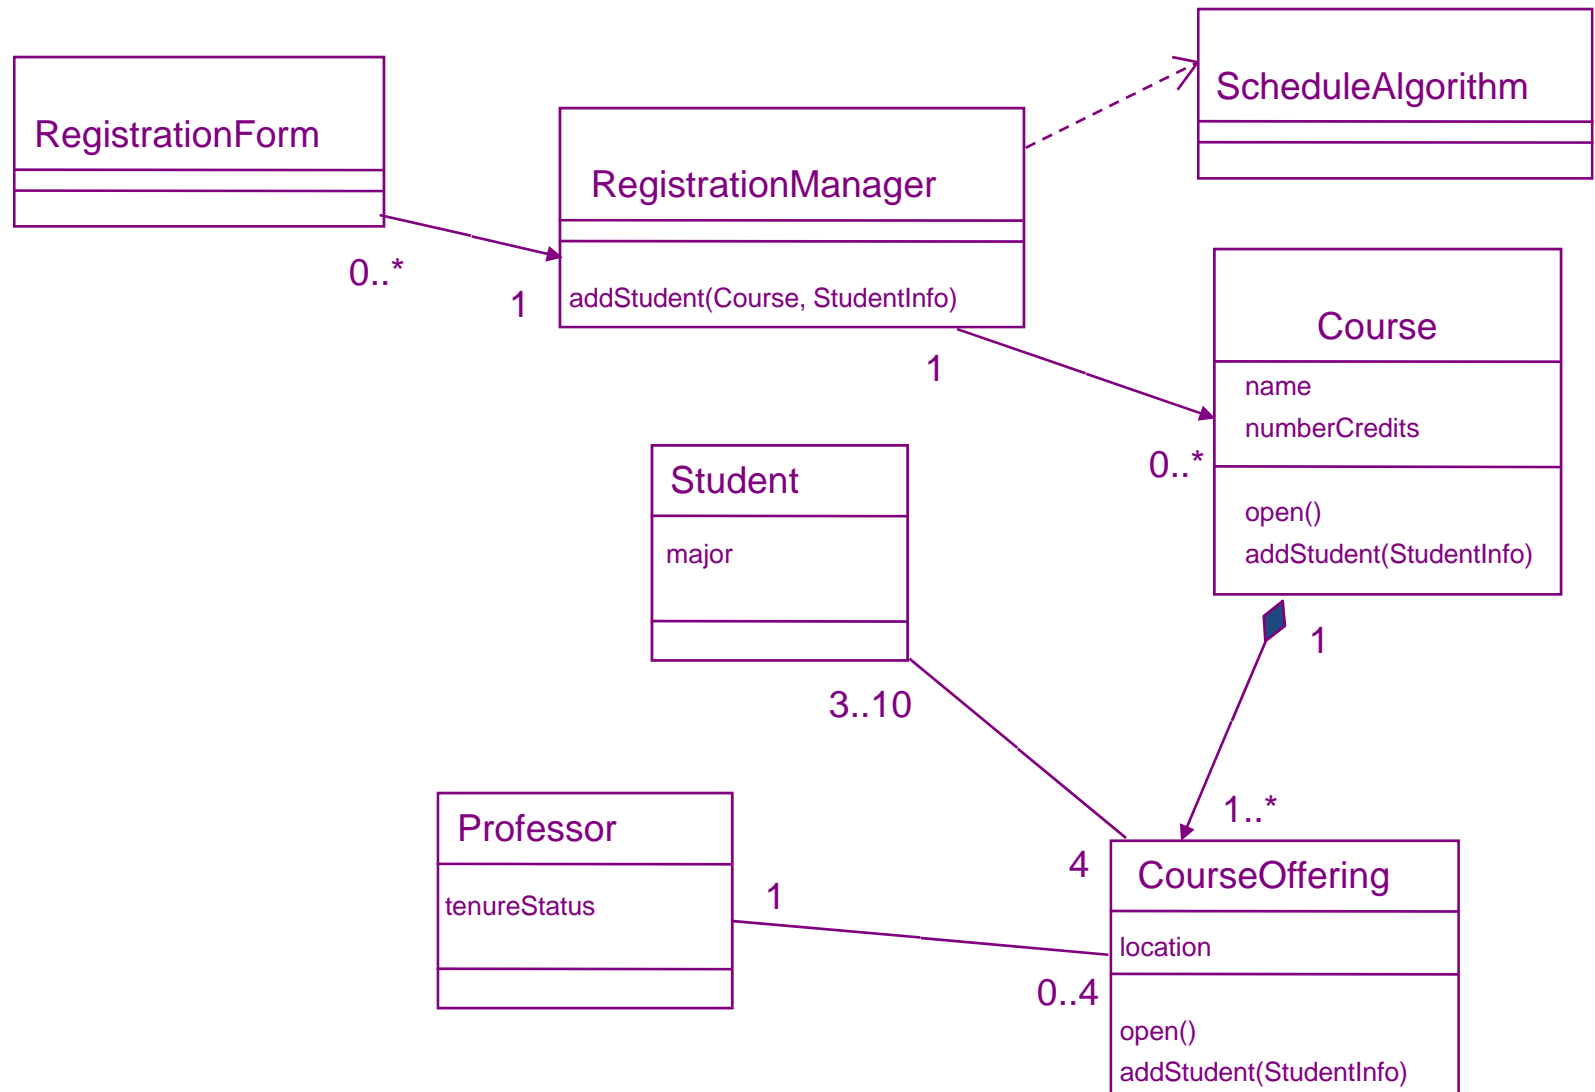 ScheduleAlgorithm
RegistrationForm
RegistrationManager
0..*
1
addStudent(Course, StudentInfo)
Course
1
name
numberCredits
0..*
Student
open()
major
addStudent(StudentInfo)
1
3..10
1..*
Professor
4
CourseOffering
tenureStatus
1
location
0..4
open()
addStudent(StudentInfo)